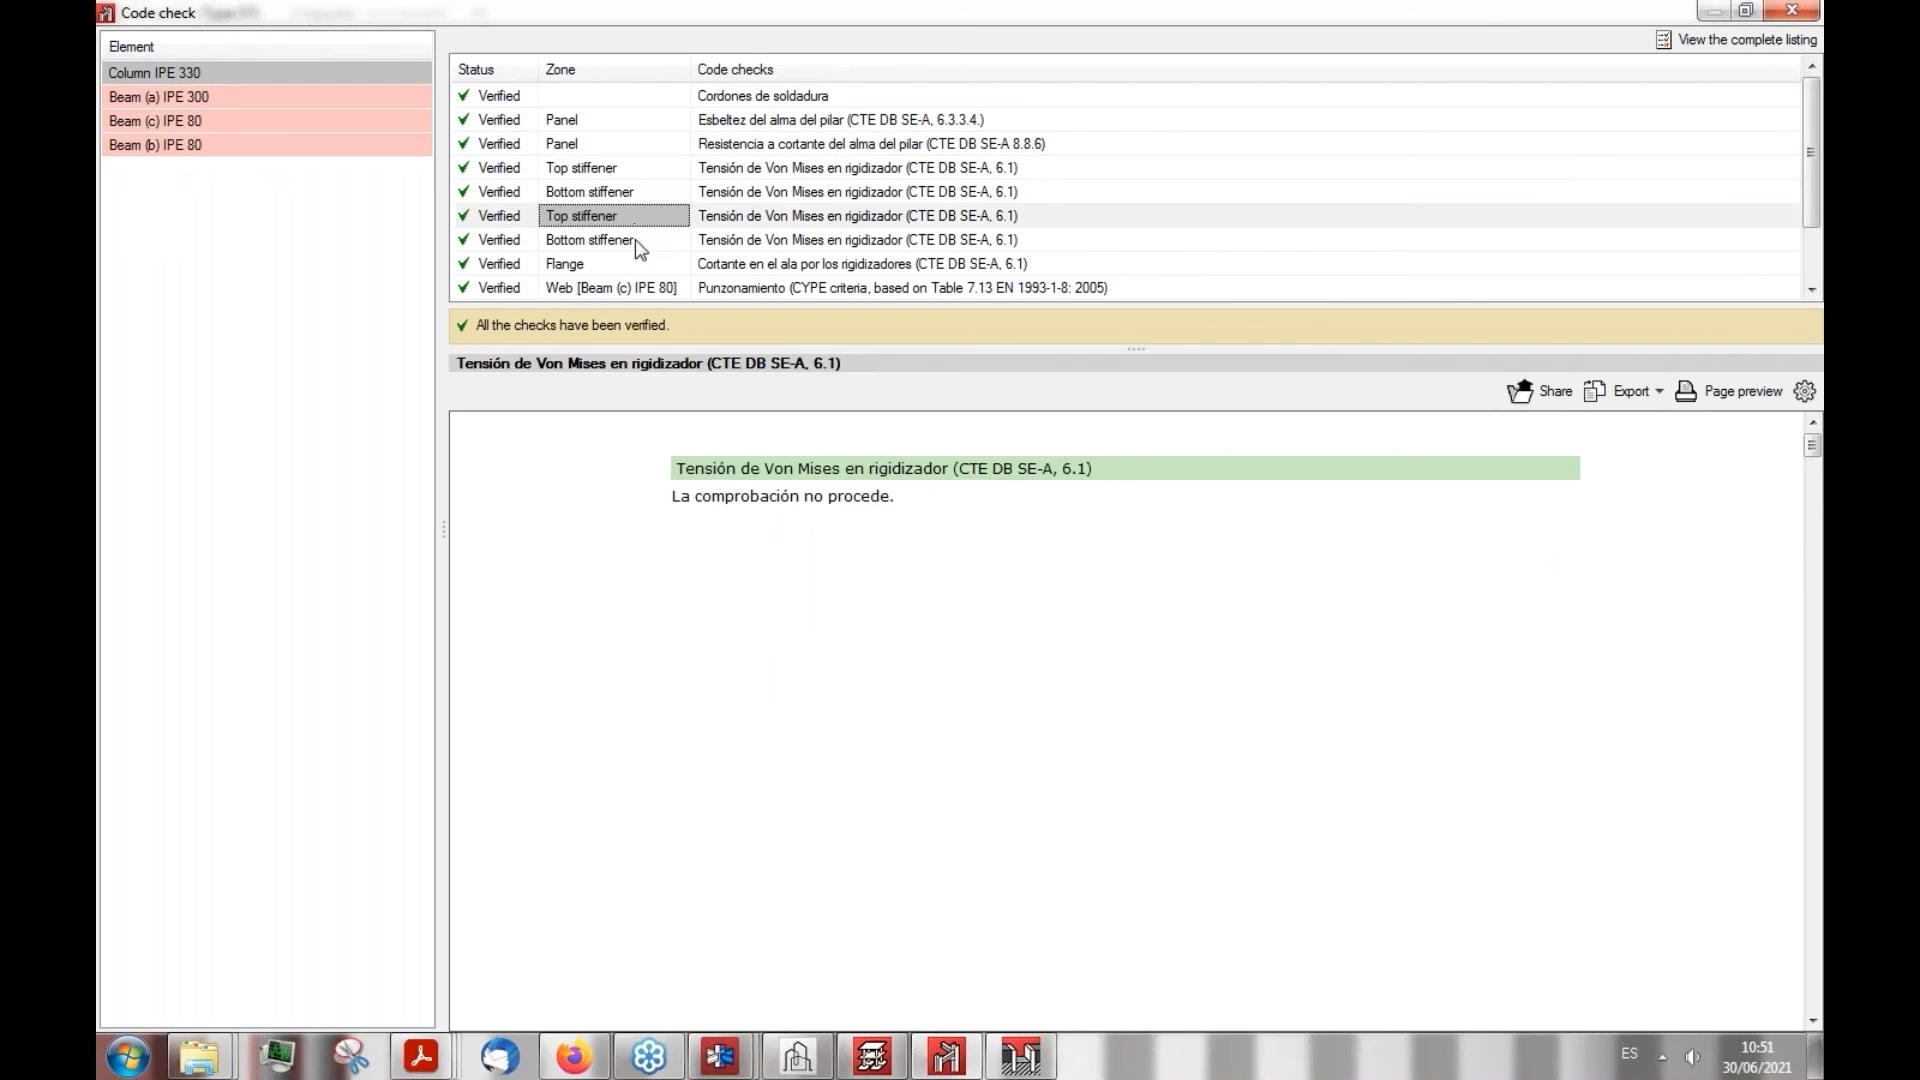 Code check
View the complete listing
Element
Column IPE 330
Beam (a) IPE 300
Beam (c) IPE 80
Beam (b) IPE 80
Status Zone Code checks
Verified Cordones de soldadura
Verified Panel Esbeltez del alma del pilar (CTE DB SE-A, 6.3.3.4.)
Verified Panel Resistencia a cortante del alma del pilar (CTE DB SE-A 8.8.6)
Verified Top stiffener Tensión de Von Mises en rigidizador (CTE DB SE-A, 6.1)
Verified Bottom stiffener Tensión de Von Mises en rigidizador (CTE DB SE-A, 6.1)
Verified Top stiffener Tensión de Von Mises en rigidizador (CTE DB SE-A, 6.1)
Verified Bottom stiffener Tensión de Von Mises en rigidizador (CTE DB SE-A, 6.1)
Verified Flange Cortante en el ala por los rigidizadores (CTE DB SE-A, 6.1)
Verified Web [Beam (c) IPE 80] Punzonamiento (CYPE criteria, based on Table 7.13 EN 1993-1-8: 2005)
All the checks have been verified.
Tensión de Von Mises en rigidizador (CTE DB SE-A, 6.1)
Share Export Page preview
Tensión de Von Mises en rigidizador (CTE DB SE-A, 6.1)
La comprobación no procede.
ES
10:51
30/06/2021